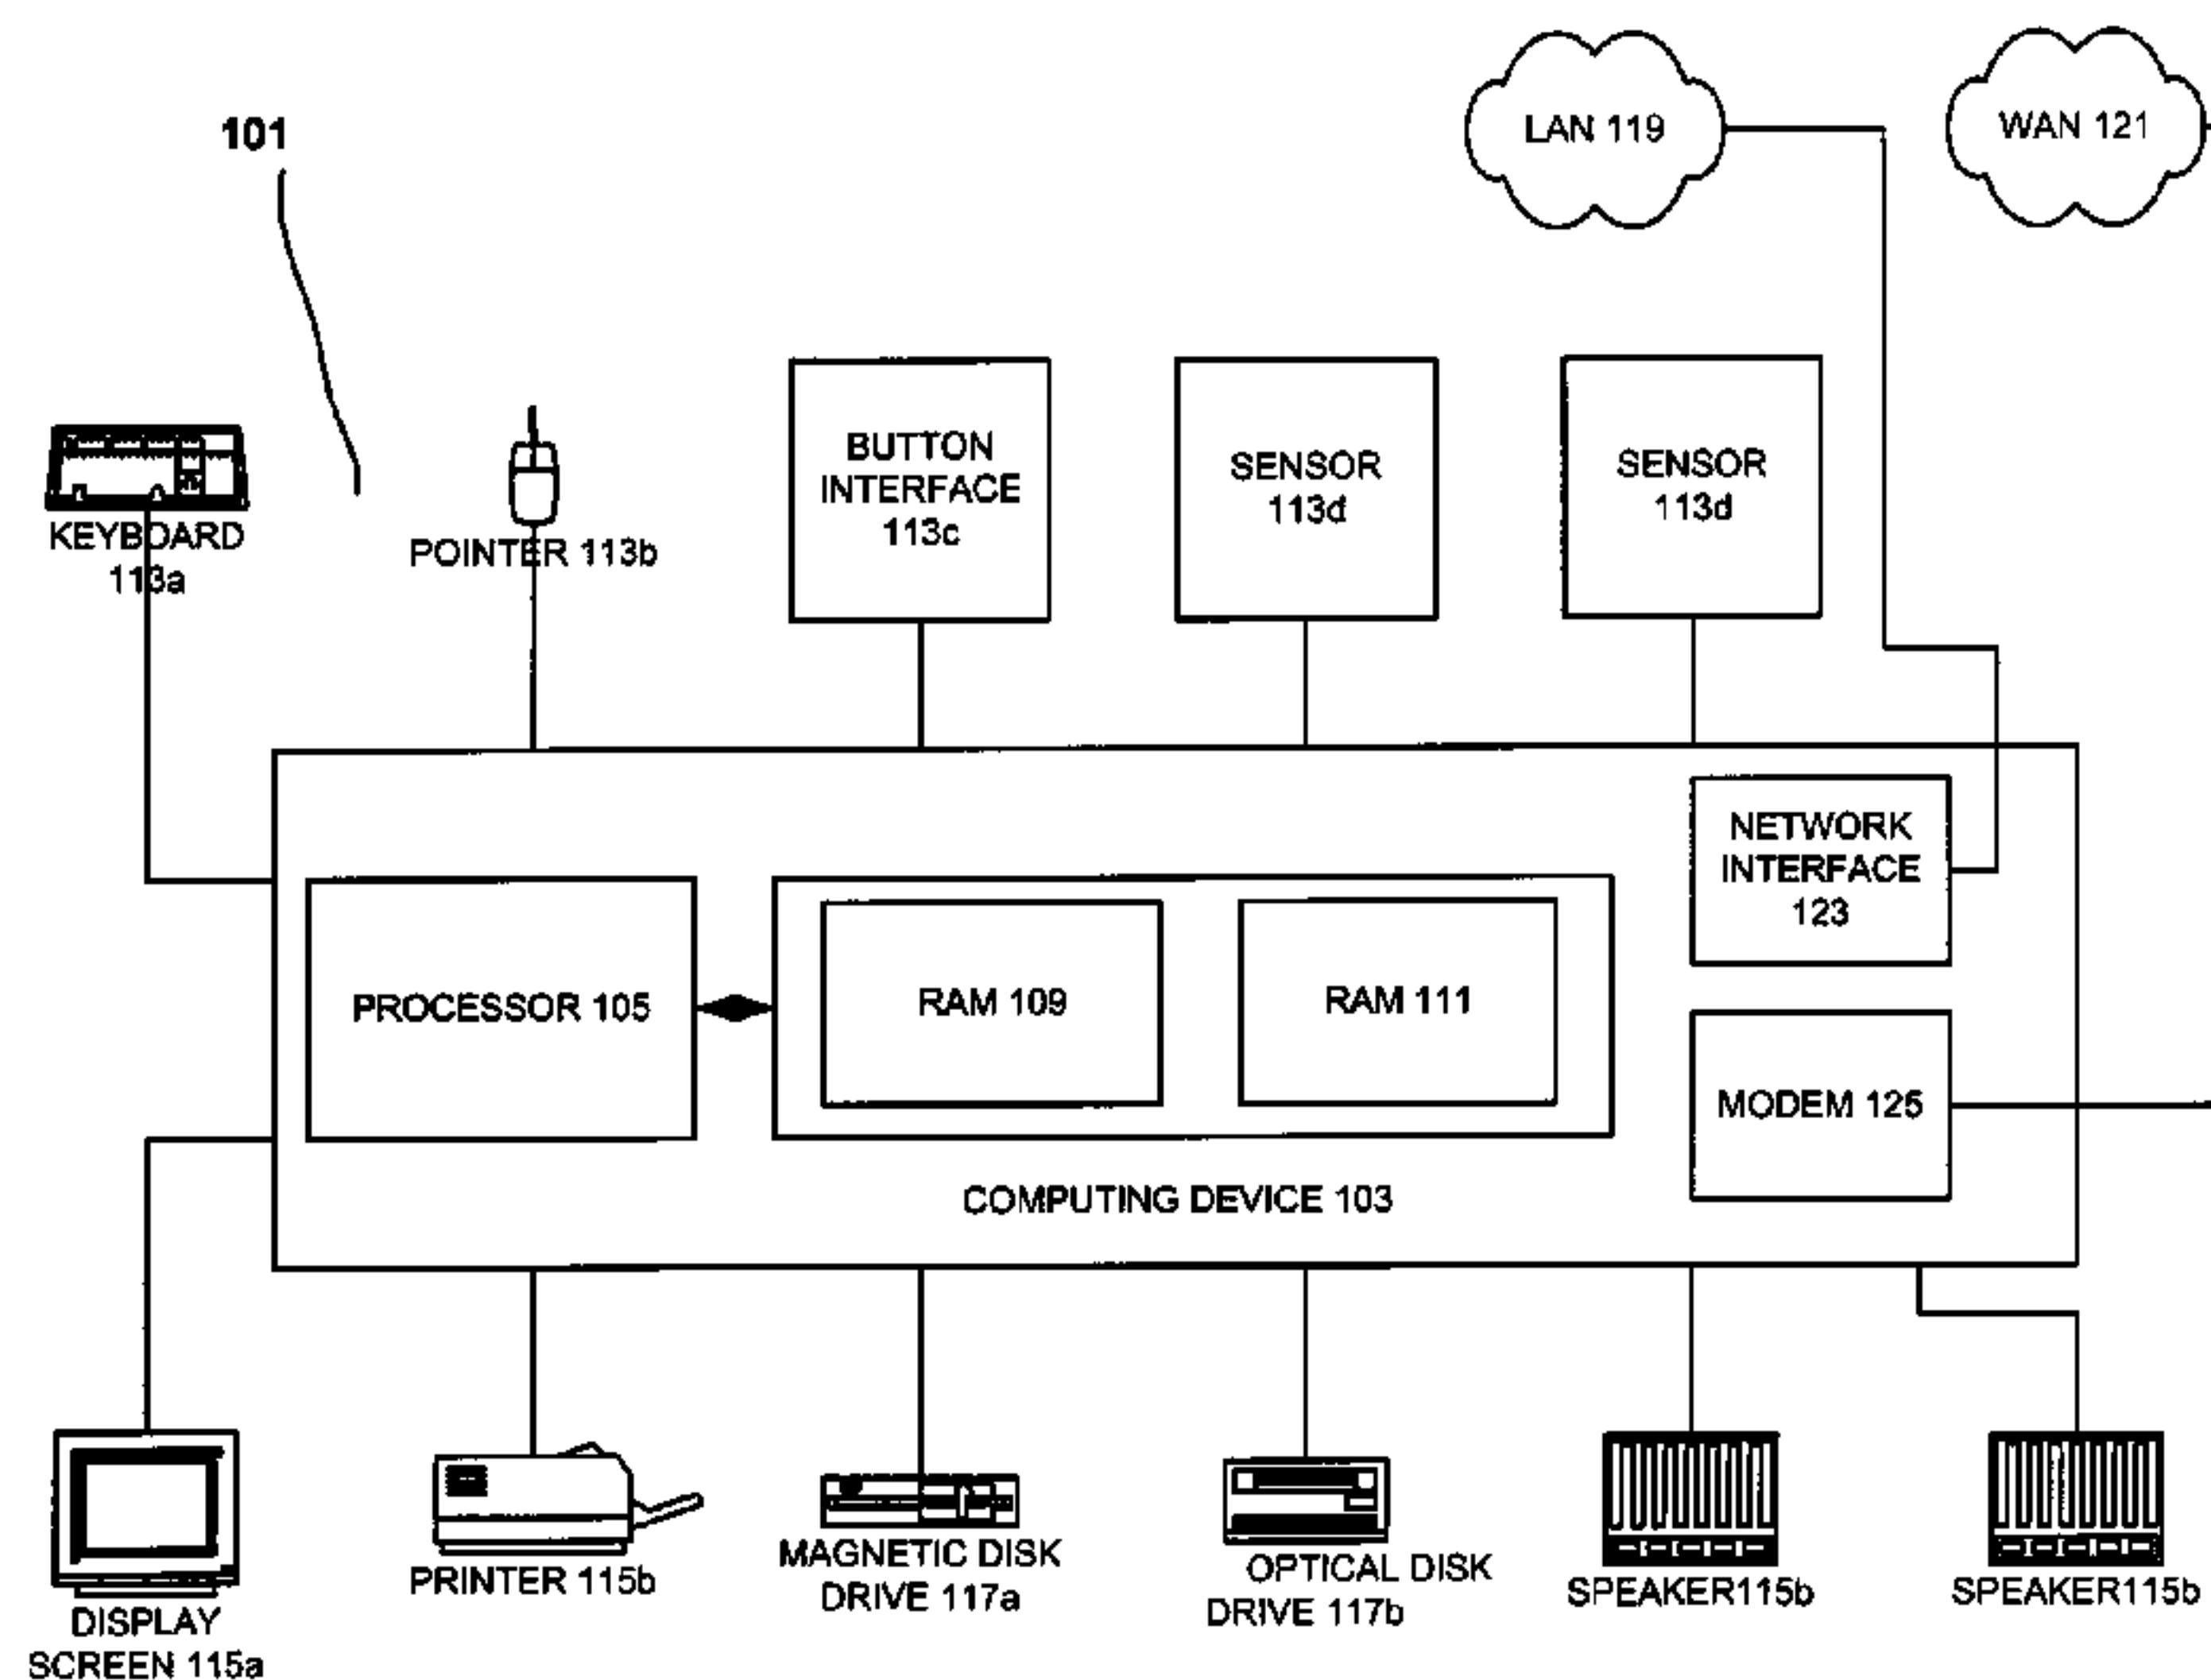 101
LAN 119
WAN 121
KEYBOARD
113a
POINTER 113b
BUTTON
INTERFACE
113c
SENSOR
113d
SENSOR
113d
NETWORK
INTERFACE
123
PROCESSOR 105
RAM 109
RAM 111
MODEM 125
COMPUTING DEVICE 103
DISPLAY
SCREEN 115a
PRINTER 115b
MAGNETIC DISK
DRIVE 117a
OPTICAL DISK
DRIVE 117b
SPEAKER115b
SPEAKER115b